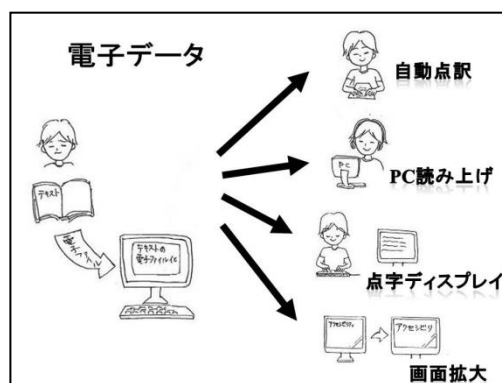 電子データ
テキスト
電子ファイル
テキストの
電子ファイル化
自動点訳
PC
PC読み上げ
点字ディスプレイ
アクセシビリティ
アクセシビリ
画面拡大